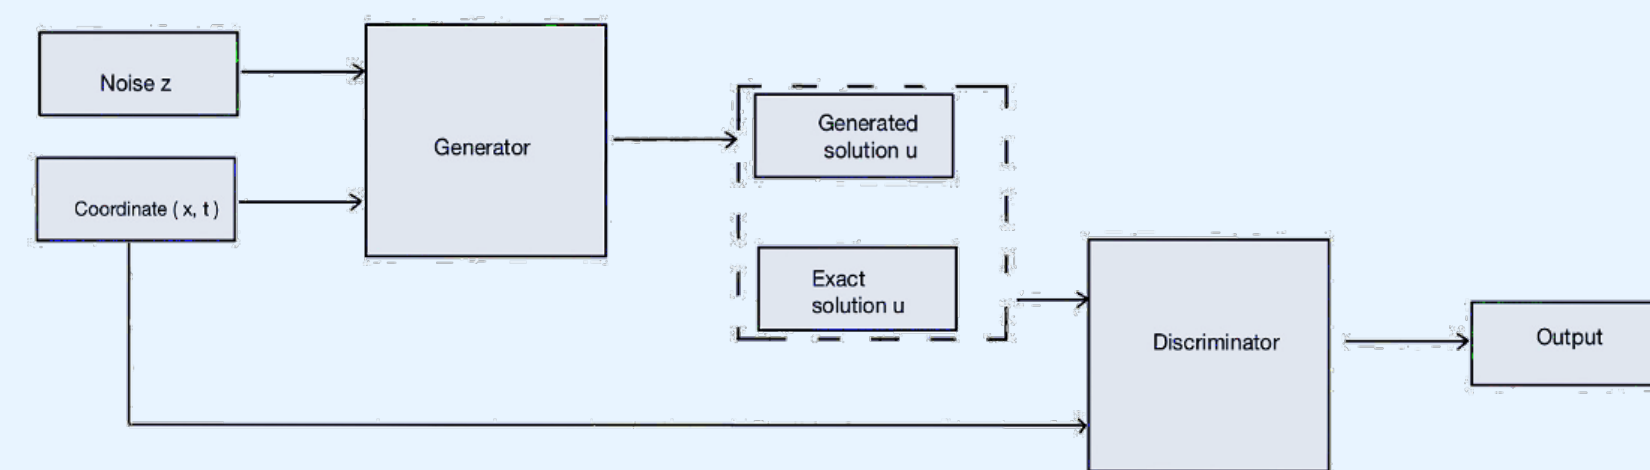 Noise z
Coordinate ( x, t )
Generator
Generated
solution u
Exact
solution u
Discriminator
Output